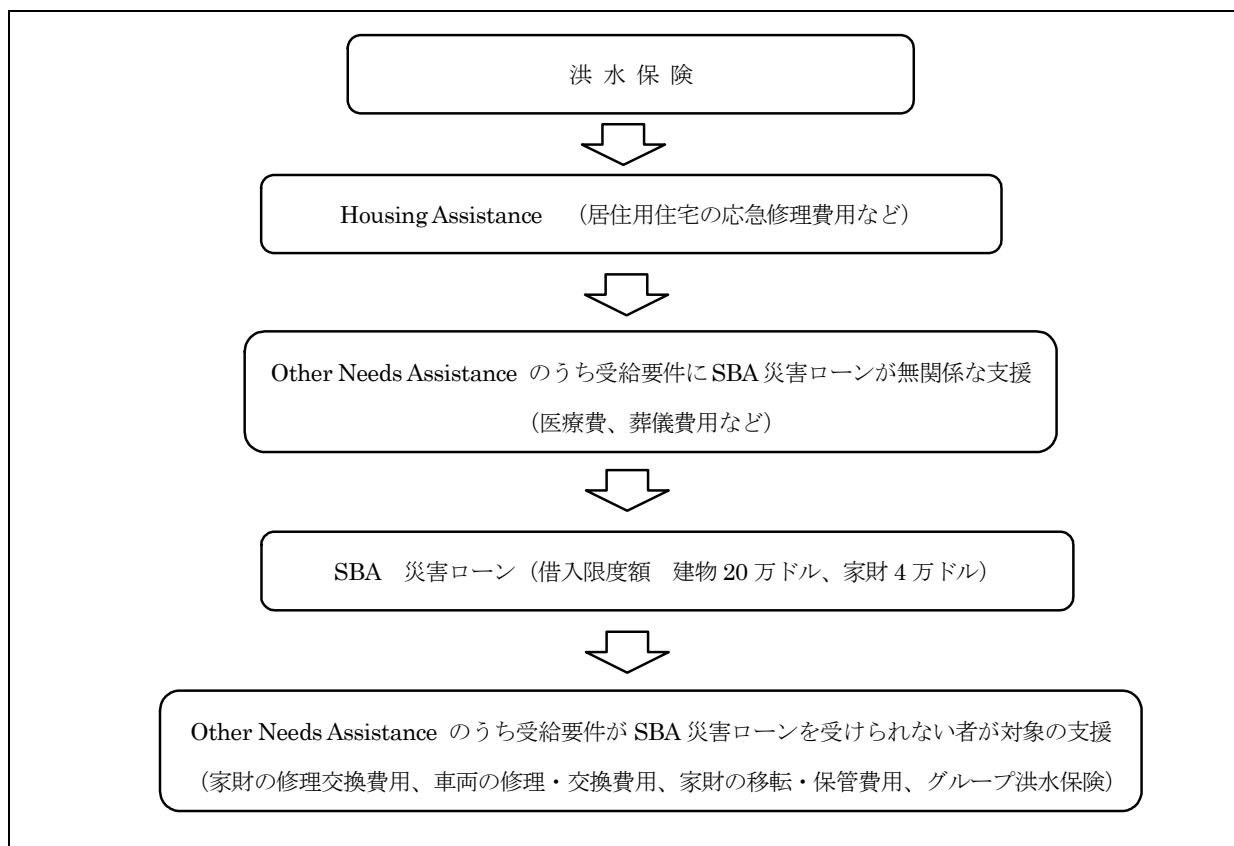 洪 水 保 険
Housing Assistance （居住用住宅の応急修理費用など）
Other Needs Assistance のうち受給要件に SBA 災害ローンが無関係な支援
（医療費、葬儀費用など）
SBA 災害ローン（借入限度額 建物 20 万ドル、家財 4 万ドル）
Other Needs Assistance のうち受給要件が SBA 災害ローンを受けられない者が対象の支援
（家財の修理交換費用、車両の修理・交換費用、家財の移転・保管費用、グループ洪水保険）